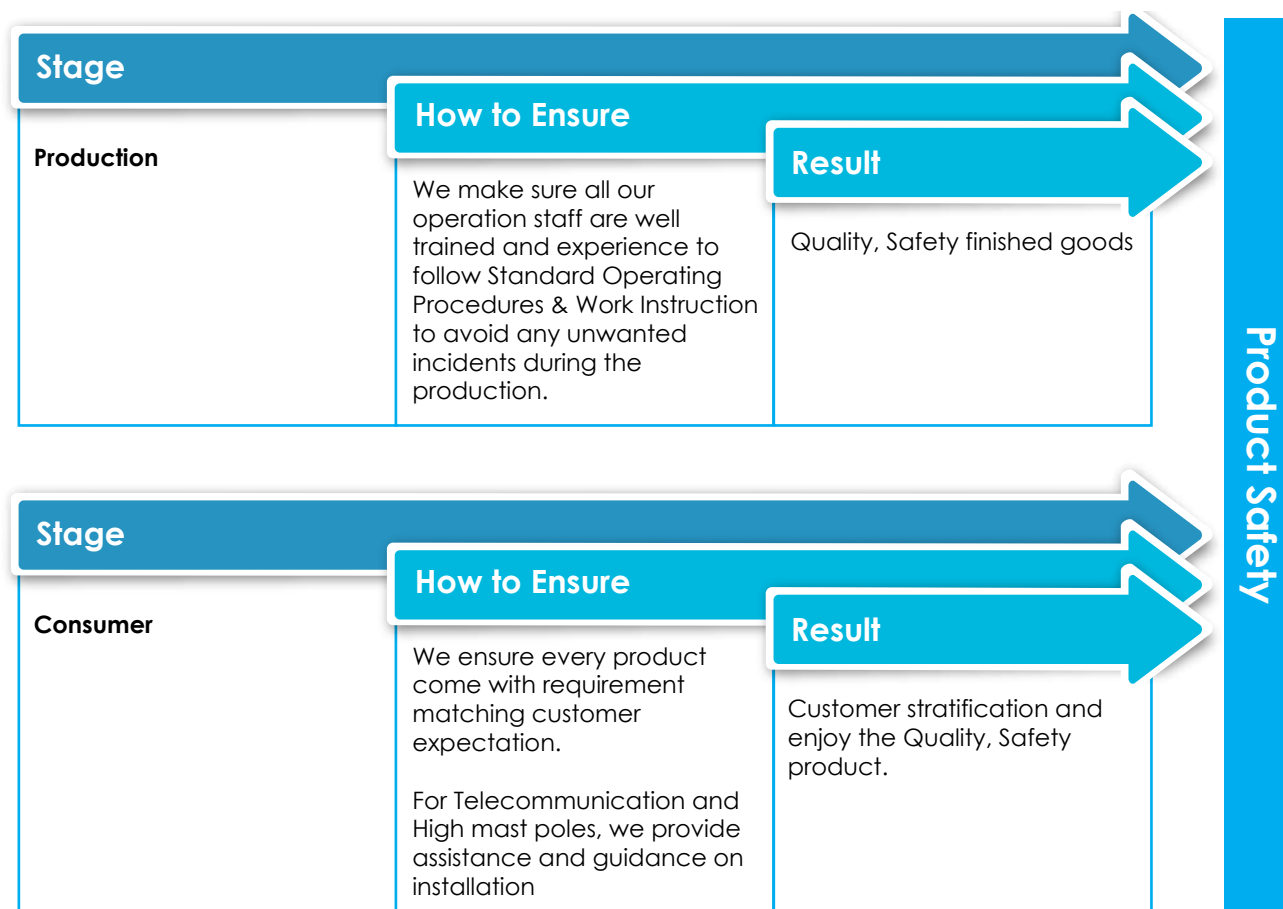 Stage
How to Ensure
Result
Production
We make sure all our
operation staff are well
trained and experience to
follow Standard Operating
Procedures & Work Instruction
to avoid any unwanted
incidents during the
production.
Quality, Safety finished goods
Stage
How to Ensure
Result
Consumer
We ensure every product
come with requirement
matching customer
expectation.
For Telecommunication and
High mast poles, we provide
assistance and guidance on
installation
Customer stratification and
enjoy the Quality, Safety
product.
Product Safety